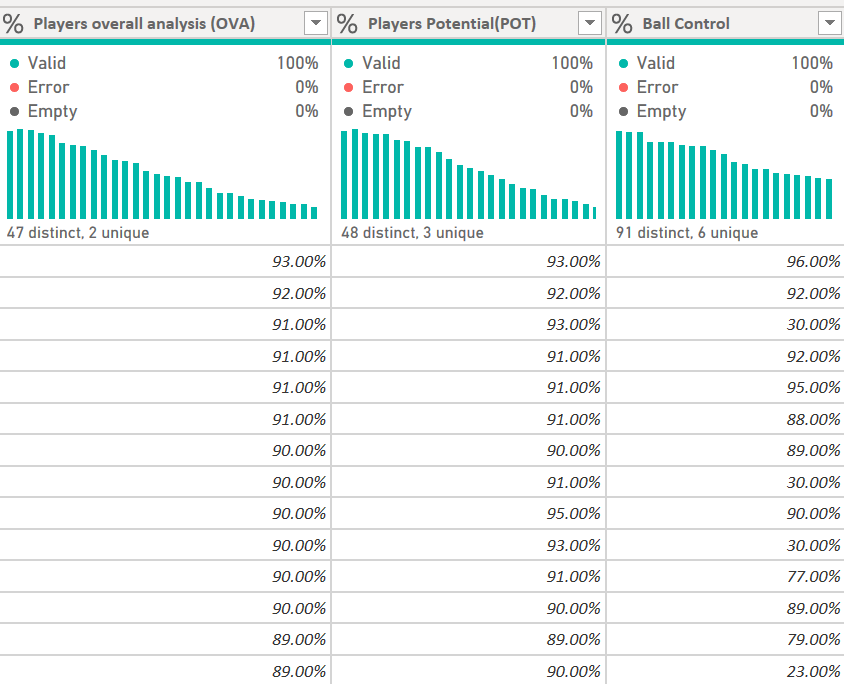 % Players overall analysis (OVA) % Players Potential(POT) % Ball Control
Valid 100% Valid 100% Valid 100%
Error 0% Error 0% Error 0%
Empty 0% Empty 0% Empty 0%
47 distinct, 2 unique 48 distinct, 3 unique 91 distinct, 6 unique
93.00% 93.00% 96.00%
92.00% 92.00% 92.00%
91.00% 93.00% 30.00%
91.00% 91.00% 92.00%
91.00% 91.00% 95.00%
91.00% 91.00% 88.00%
90.00% 90.00% 89.00%
90.00% 91.00% 30.00%
90.00% 95.00% 90.00%
90.00% 93.00% 30.00%
90.00% 91.00% 77.00%
90.00% 90.00% 89.00%
89.00% 89.00% 79.00%
89.00% 90.00% 23.00%